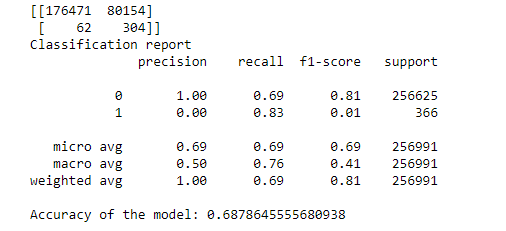 [[176471 80154]
[ 62 304]]
Classification report
precision recall f1-score support
0 1.00 0.69 0.81 256625
1 0.00 0.83 0.01 366
micro avg 0.69 0.69 0.69 256991
macro avg 0.50 0.76 0.41 256991
weighted avg 1.00 0.69 0.81 256991
Accuracy of the model: 0.6878645555680938